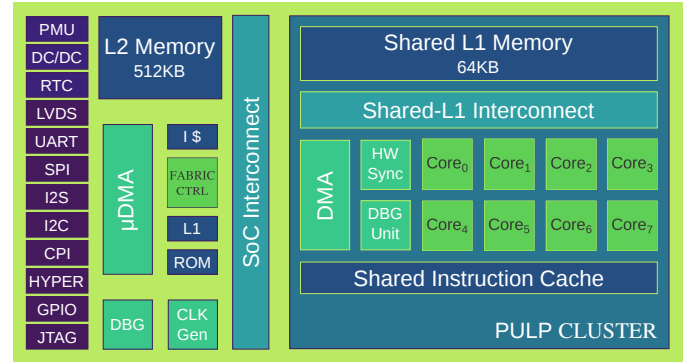 PMU
DC/DC
RTC
LVDS
UART
SPI
I2S
I2C
CPI
HYPER
GPIO
JTAG
L2 Memory
512KB
μDMA
I $
FABRIC
CTRL
L1
ROM
DBG
CLK
Gen
SoC Interconnect
Shared L1 Memory
64KB
Shared-L1 Interconnect
DMA
HW
Sync
Core₀
Core₁
Core₂
Core₃
DBG
Unit
Core₄
Core₅
Core₆
Core₇
Shared Instruction Cache
PULP CLUSTER